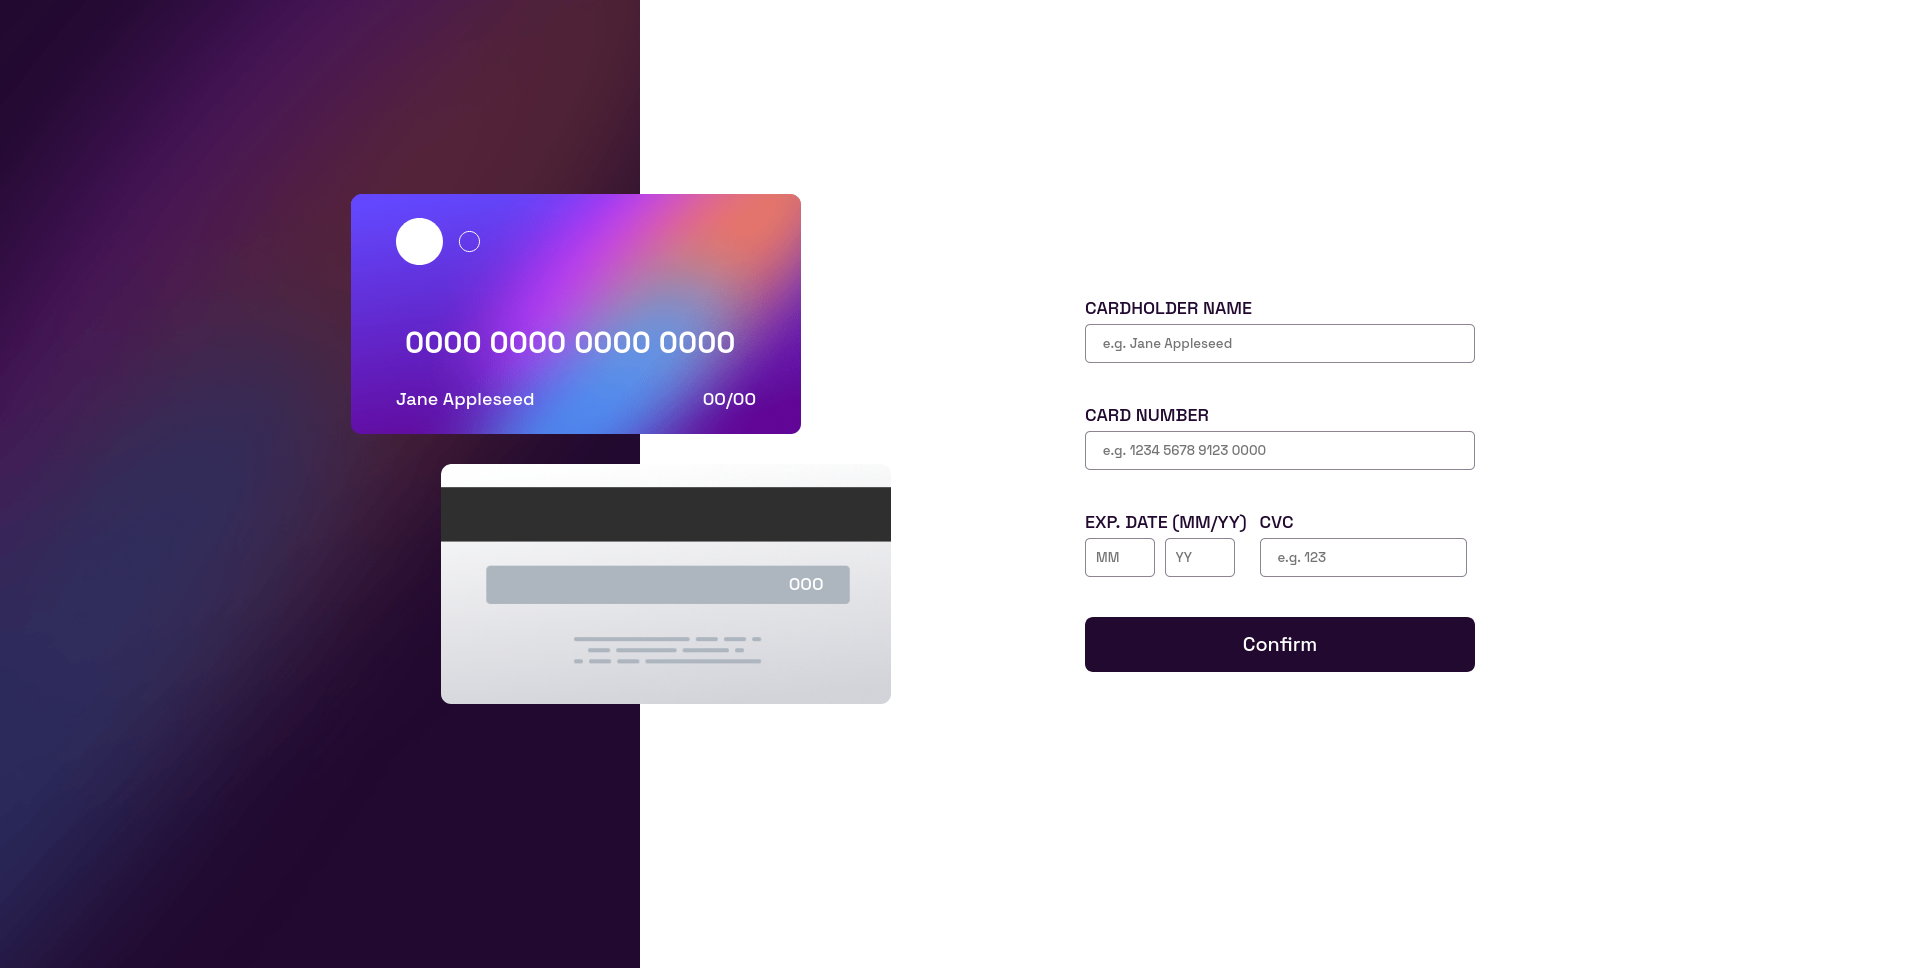 0000 0000 0000 0000
Jane Appleseed 00/00
000
CARDHOLDER NAME
e.g. Jane Appleseed
CARD NUMBER
e.g. 1234 5678 9123 0000
EXP. DATE (MM/YY) CVC
MM YY e.g. 123
Confirm